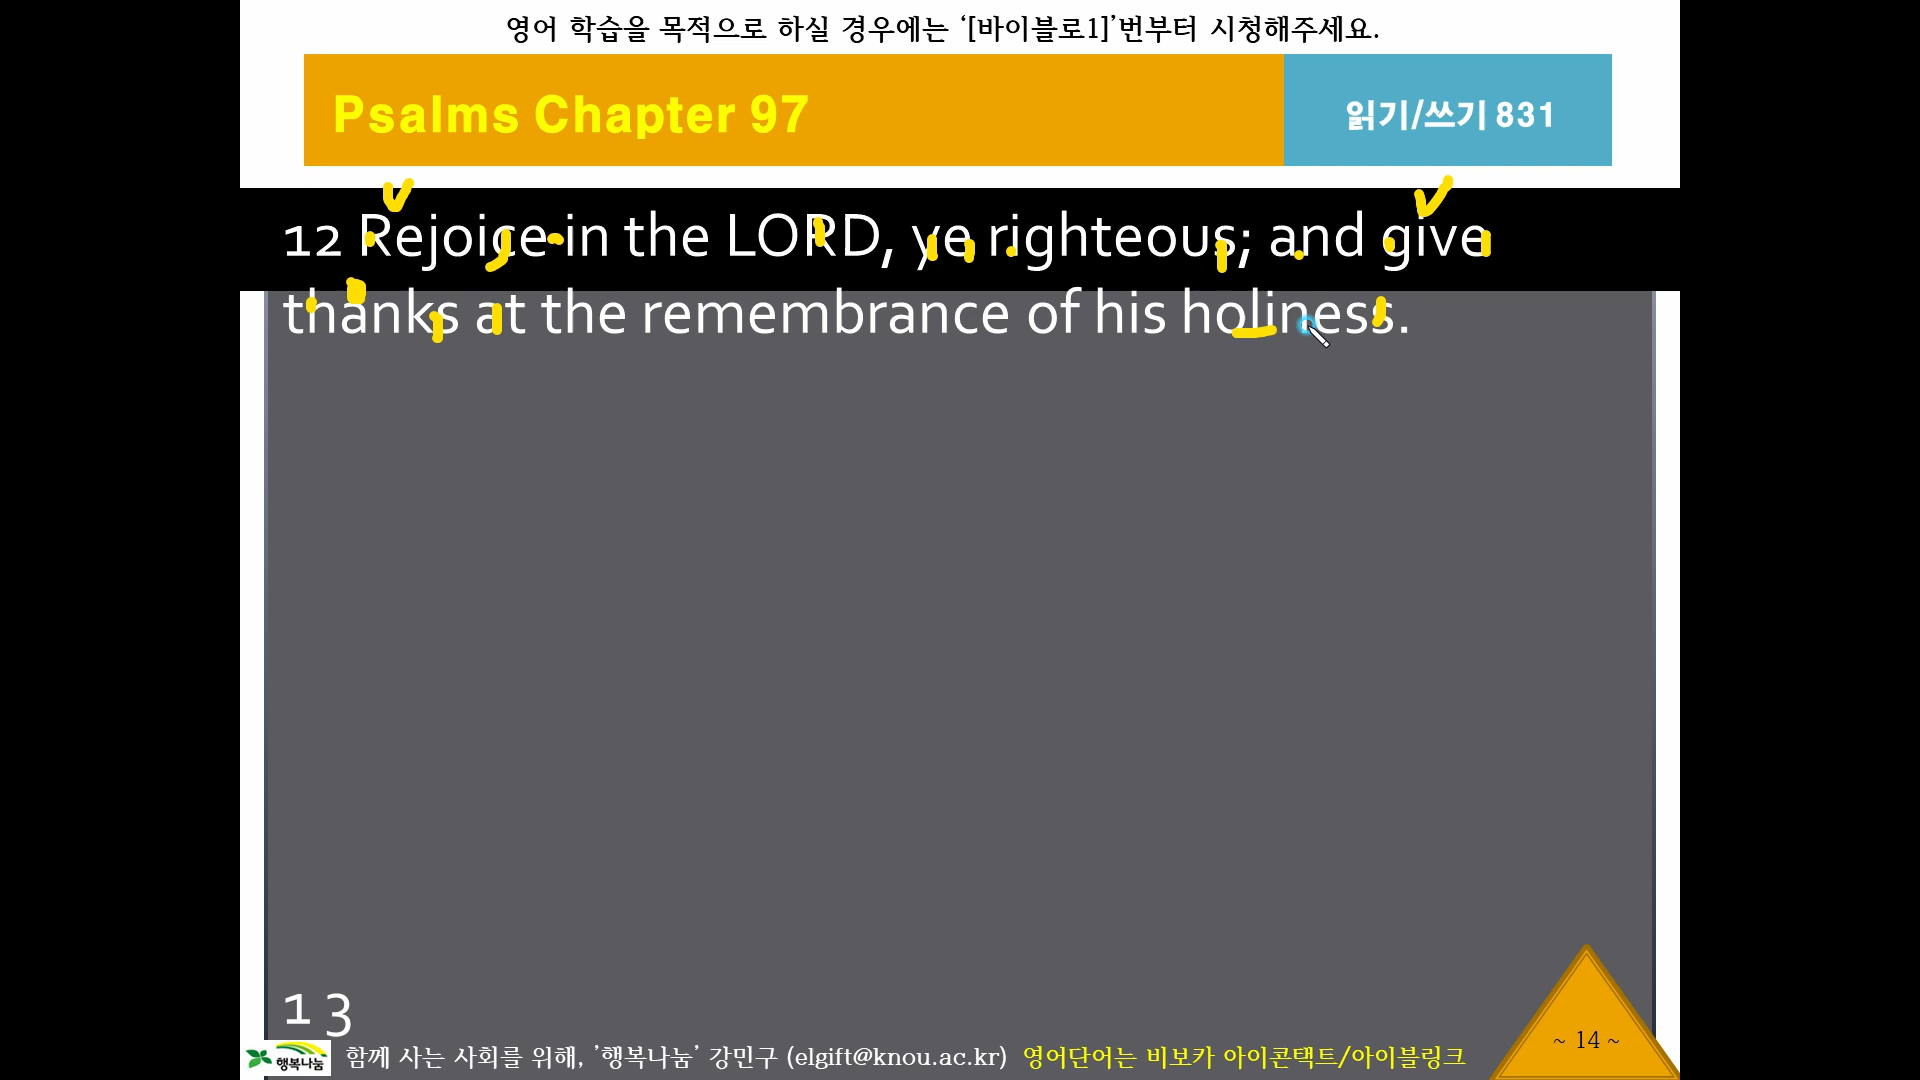 영어 학습을 목적으로 하실 경우에는 ‘[바이블로1]’번부터 시청해주세요.
Psalms Chapter 97
읽기/쓰기 831
12 Rejoice in the LORD, ye righteous; and give
thanks at the remembrance of his holiness.
13
~ 14 ~
행복나눔
함께 사는 사회를 위해, ’행복나눔’ 강민구 (elgift@knou.ac.kr) 영어단어는 비보카 아이콘택트/아이블링크